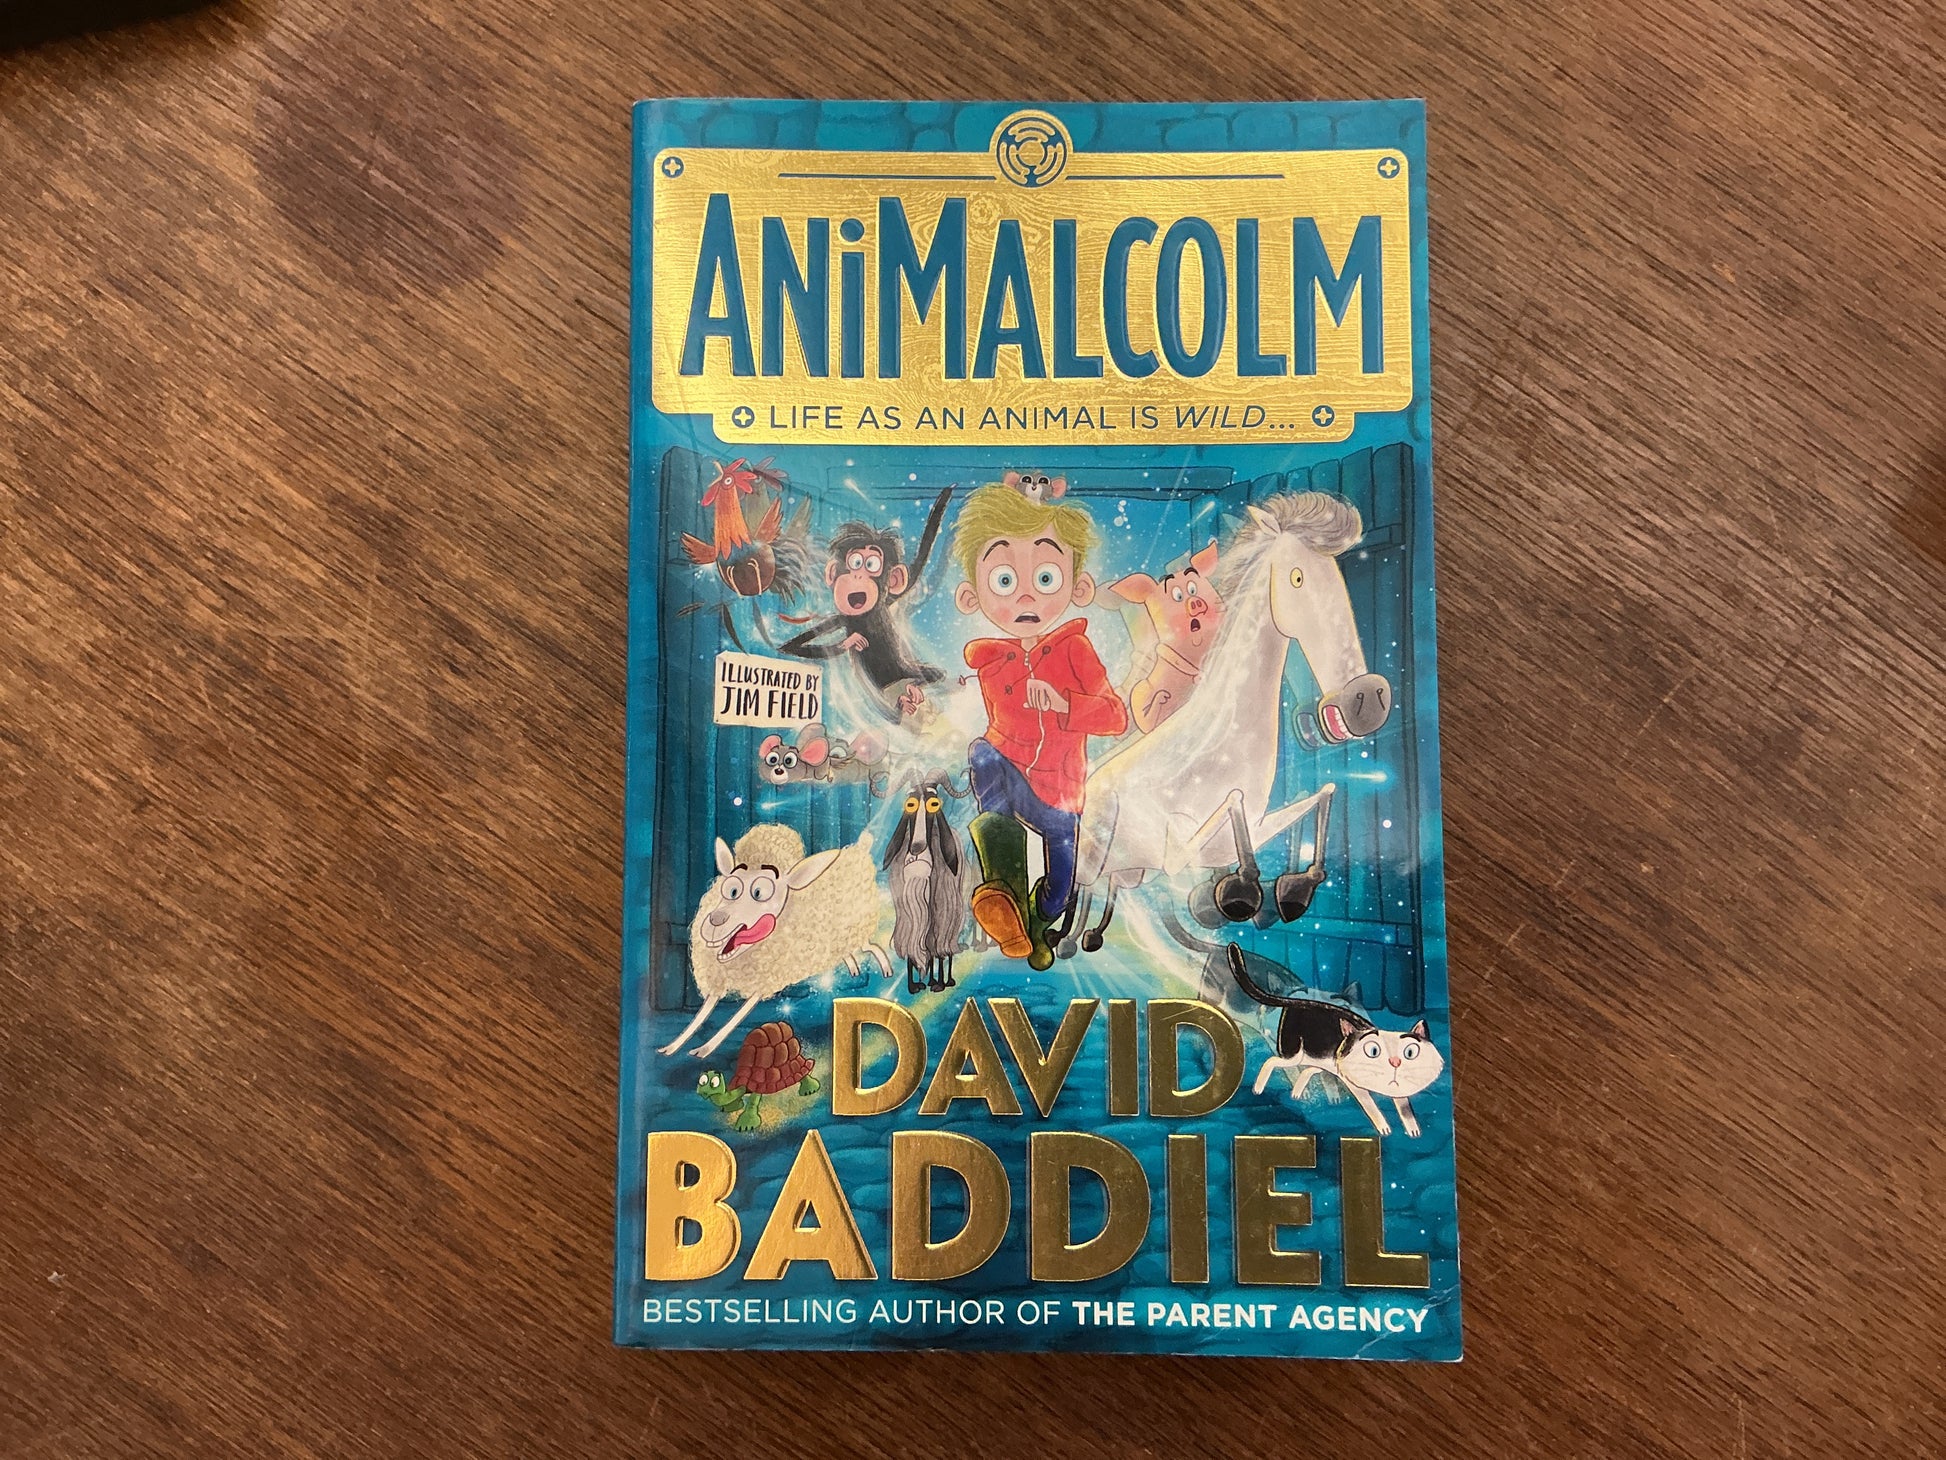 ANiMALCOLM
LIFE AS AN ANIMAL IS WILD...
ILLUSTRATED BY
JIM FIELD
DAVID
BADDIEL
BESTSELLING AUTHOR OF THE PARENT AGENCY